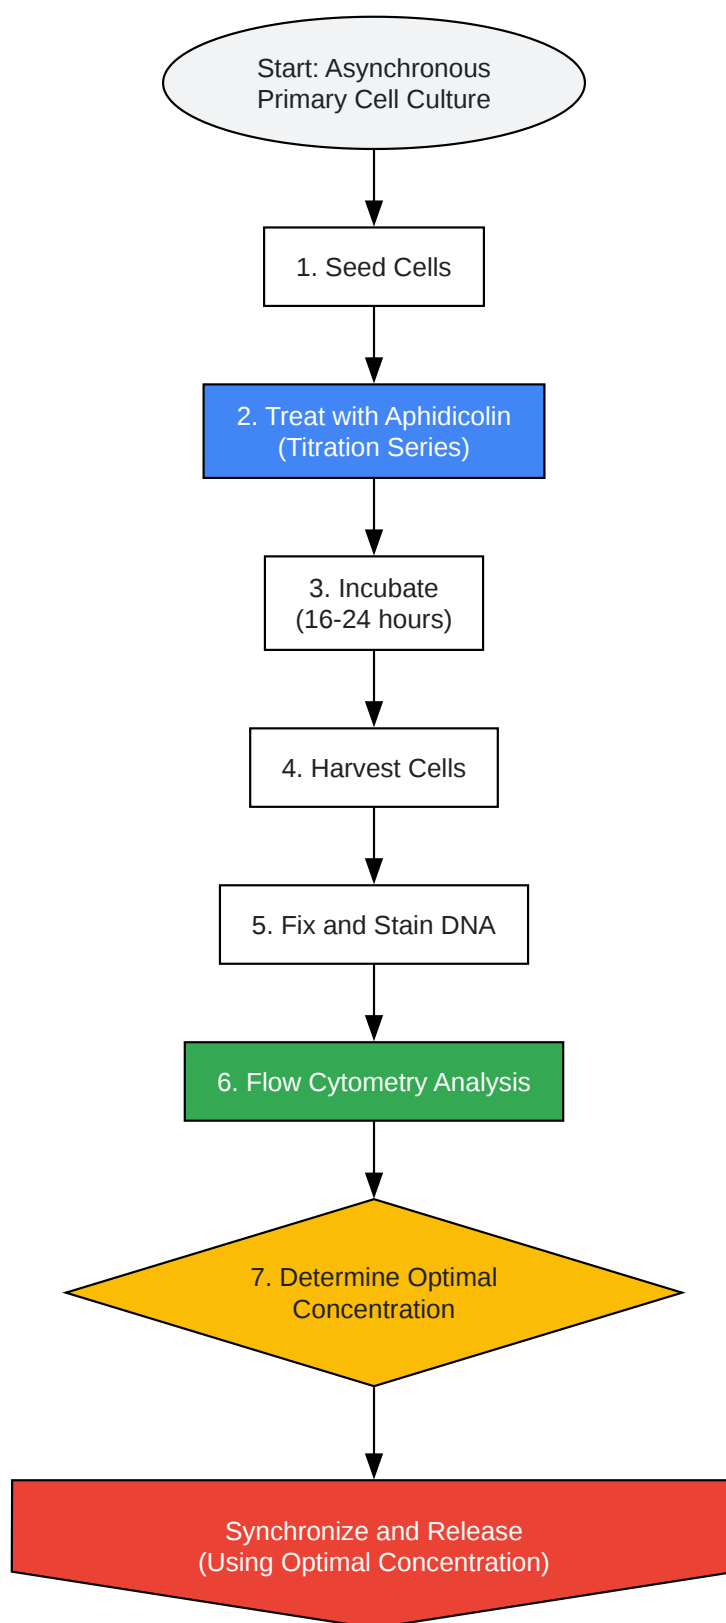 Start: Asynchronous
Primary Cell Culture
1. Seed Cells
2. Treat with Aphidicolin
(Titration Series)
3. Incubate
(16-24 hours)
4. Harvest Cells
5. Fix and Stain DNA
6. Flow Cytometry Analysis
7. Determine Optimal
Concentration
Synchronize and Release
(Using Optimal Concentration)